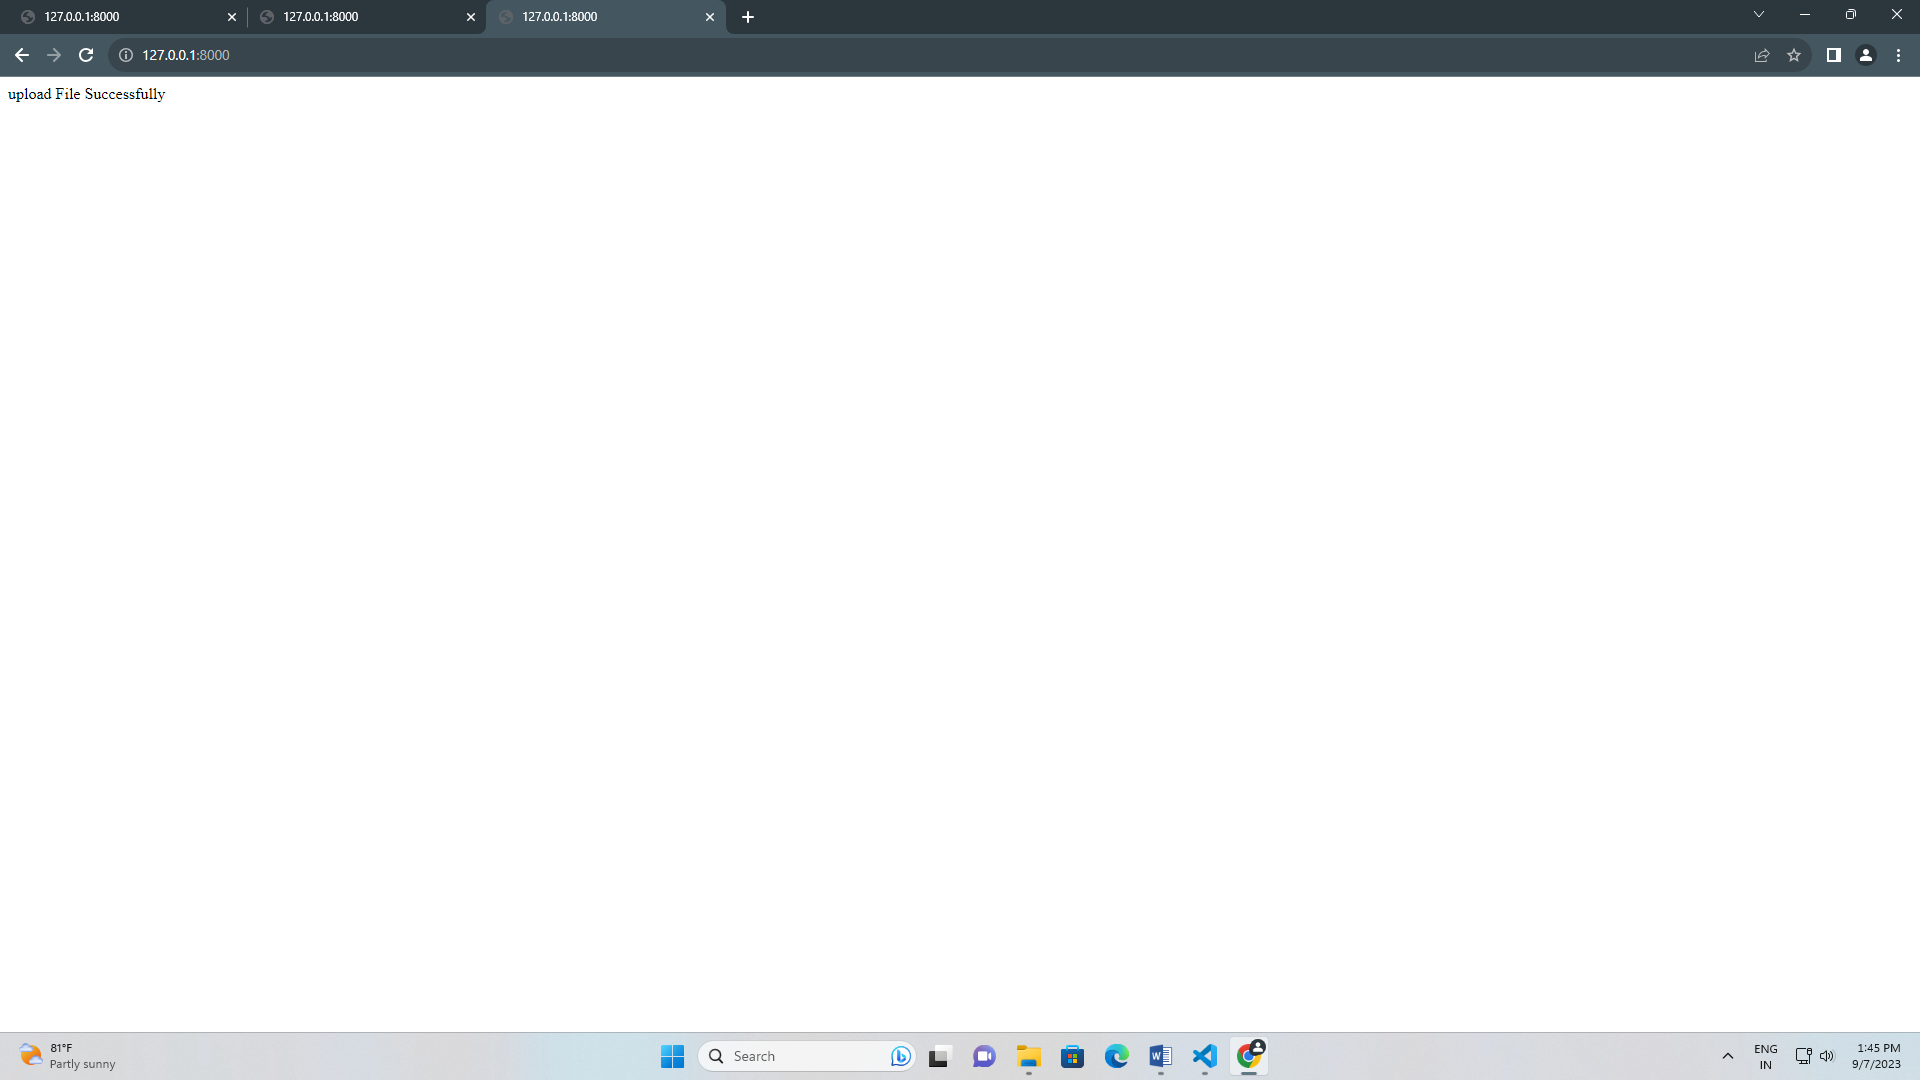 127.0.0.1:8000
127.0.0.1:8000
127.0.0.1:8000
127.0.0.1:8000
upload File Successfully
81°F
Partly sunny
Search
ENG
IN
1:45 PM
9/7/2023